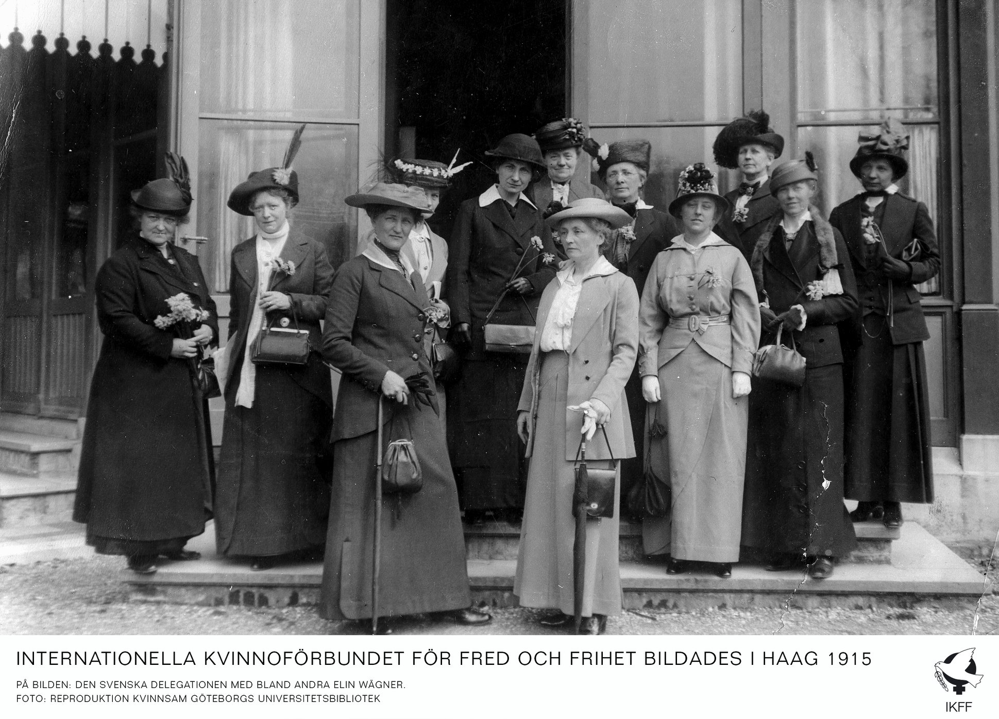 INTERNATIONELLA KVINNOFÖRBUNDET FÖR FRED OCH FRIHET BILDADES I HAAG 1915
PÅ BILDEN: DEN SVENSKA DELEGATIONEN MED BLAND ANDRA ELIN WÄGNER.
FOTO: REPRODUKTION KVINNSAM GÖTEBORGS UNIVERSITETSBIBLIOTEK
IKFF